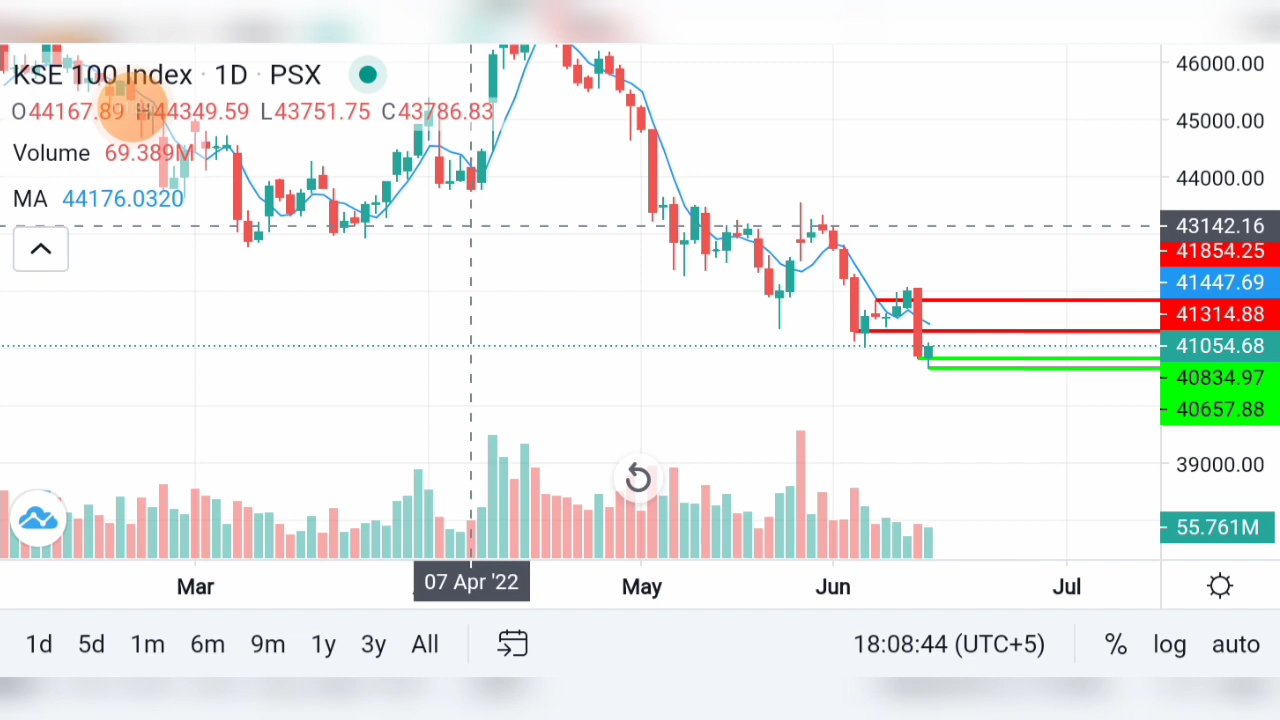 KSE 100 Index · 1D · PSX
O44167.89 H44349.59 L43751.75 C43786.83
Volume 69.389M
MA 44176.0320
46000.00
45000.00
44000.00
43142.16
41854.25
41447.69
41314.88
41054.68
40834.97
40657.88
39000.00
55.761M
Mar
07 Apr '22
May
Jun
Jul
1d 5d 1m 6m 9m 1y 3y All
18:08:44 (UTC+5) % log auto